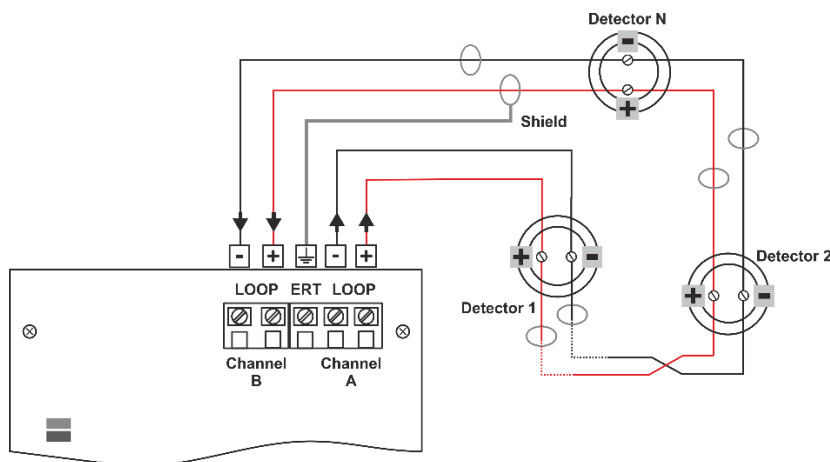 Detector N
-
+
Shield
- + - +
+ -
Detector 1
Detector 2
+ -
LOOP ERT LOOP
Channel
B
Channel
A